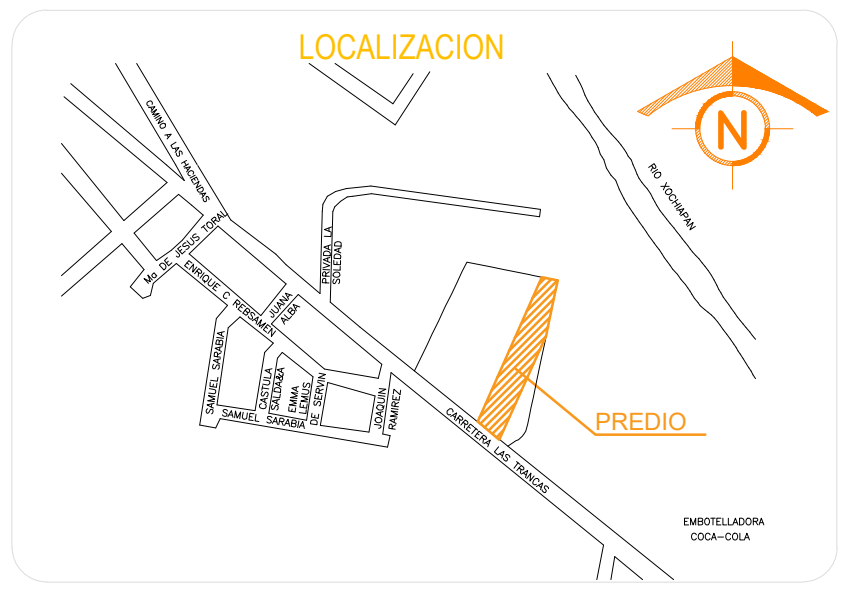 LOCALIZACION
N
CAMINO A LAS HACIENDAS
RIO XOCHIAPAN
Ma DE JESUS TORAL
PRIVADA LA
SOLEDAD
ENRIQUE C REBSAMEN
JUANA
ALBA
SAMUEL SARABIA
CASTULA
SALDA&A
EMMA
LEMUS
DE SERVIN
JOAQUIN
RAMIREZ
SAMUEL SARABIA
CARRETERA LAS TRANCAS
PREDIO
EMBOTELLADORA
COCA-COLA